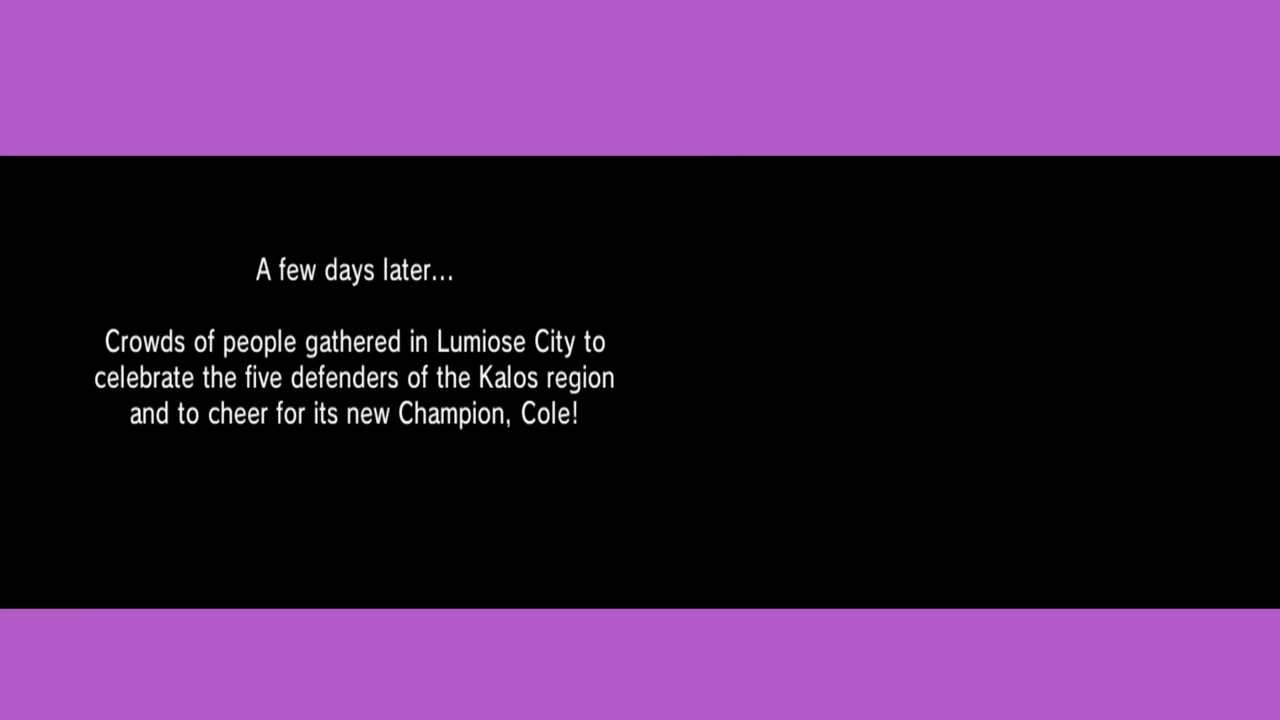 A few days later...
Crowds of people gathered in Lumiose City to
celebrate the five defenders of the Kalos region
and to cheer for its new Champion, Cole!